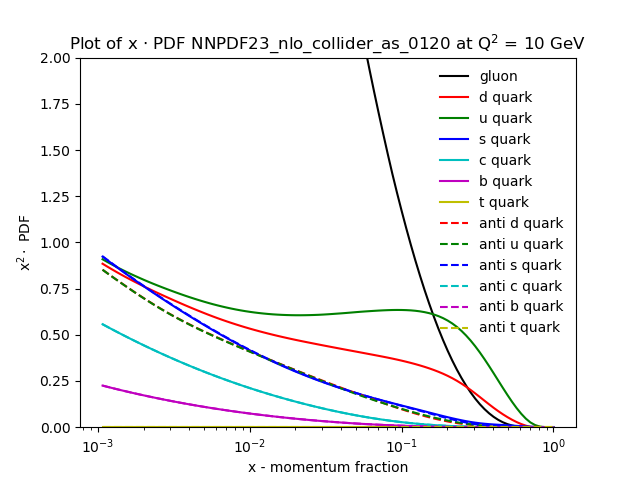 Plot of x · PDF NNPDF23_nlo_collider_as_0120 at Q² = 10 GeV
2.00
1.75
1.50
1.25
1.00
0.75
0.50
0.25
0.00
x² · PDF
gluon
d quark
u quark
s quark
c quark
b quark
t quark
anti d quark
anti u quark
anti s quark
anti c quark
anti b quark
anti t quark
10⁻³ 10⁻² 10⁻¹ 10⁰
x - momentum fraction